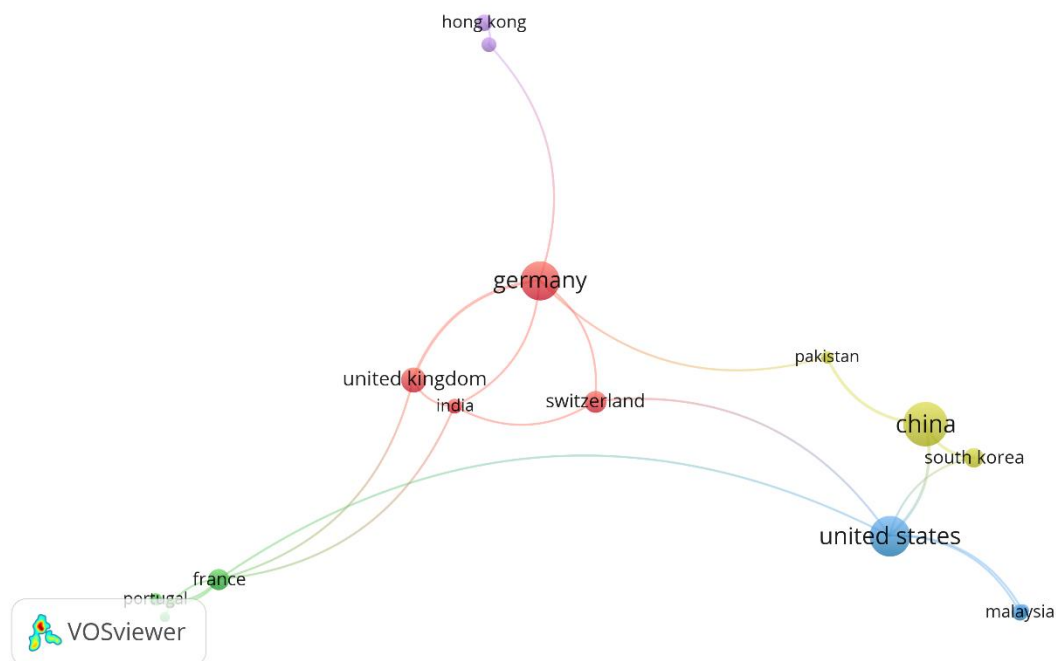 hong kong
germany
pakistan
united kingdom
switzerland
india
china
south korea
united states
france
portugal
malaysia
VOSviewer